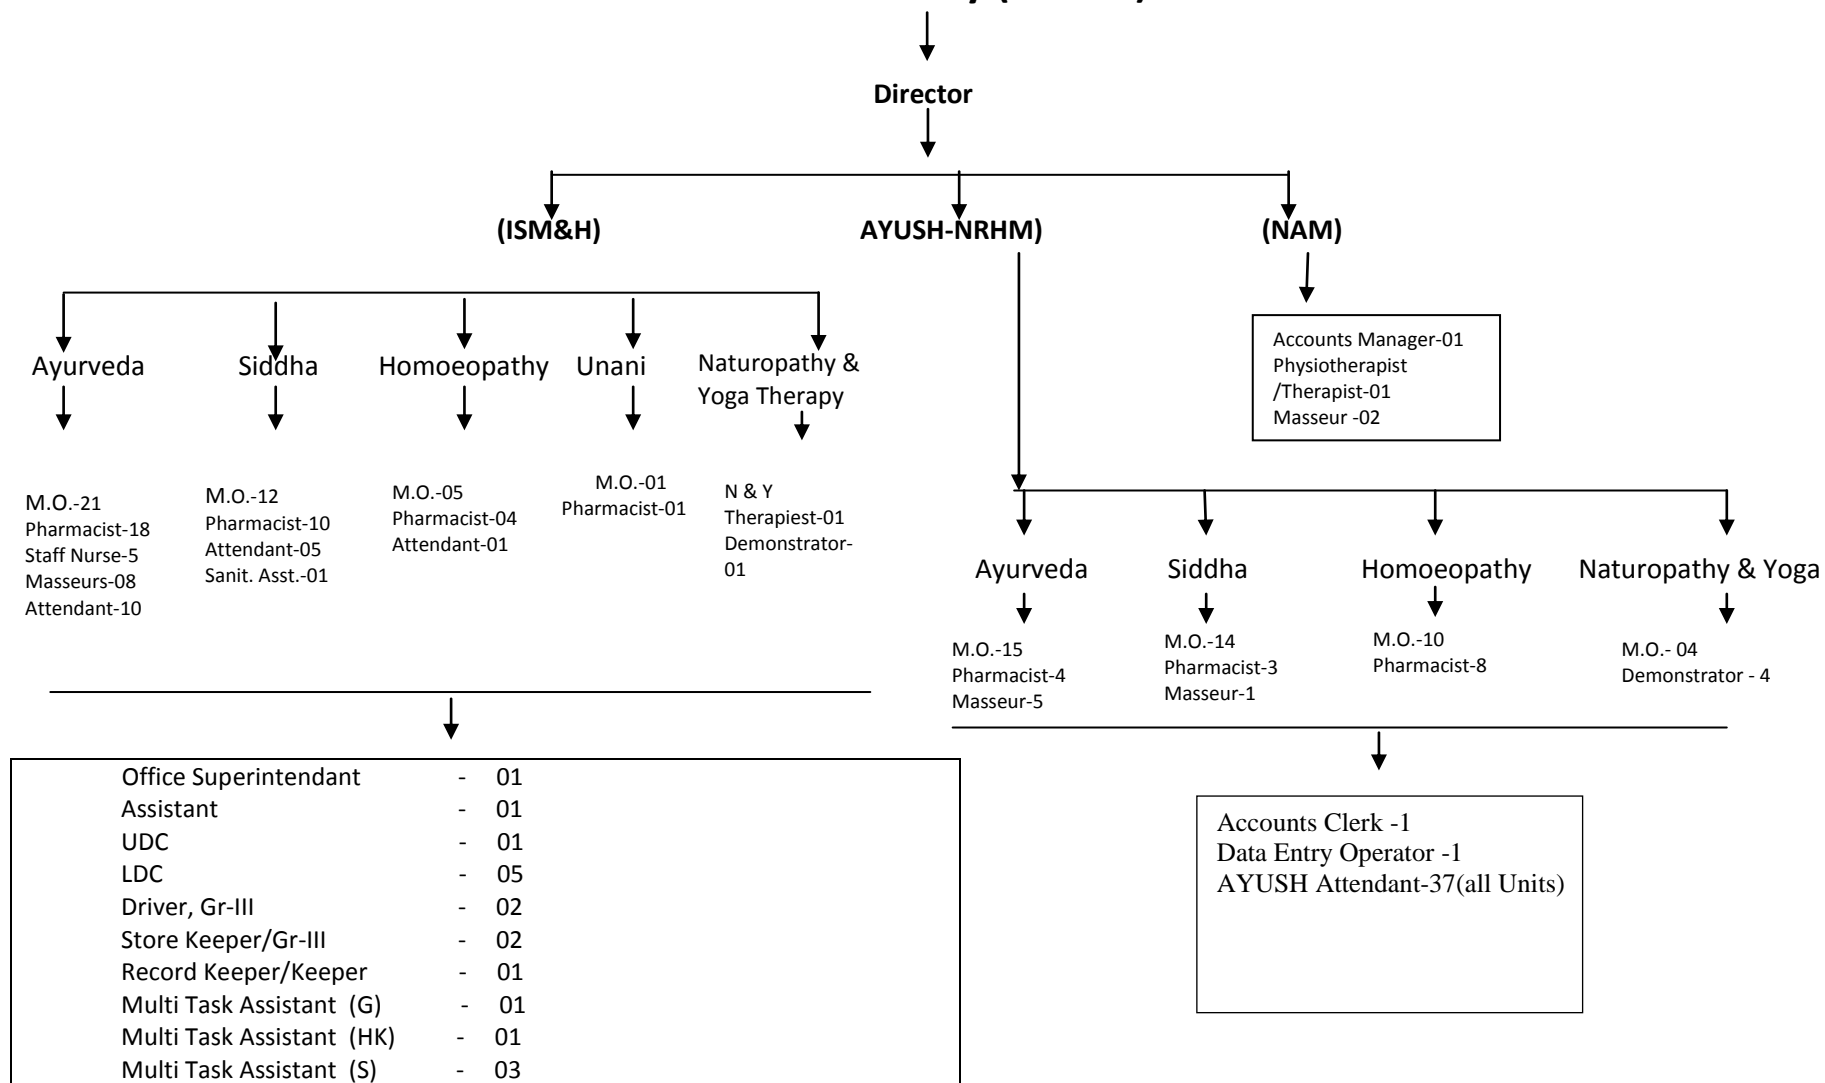 Director
(ISM&H)
AYUSH-NRHM)
(NAM)
Accounts Manager-01
Physiotherapist
/Therapist-01
Masseur -02
Ayurveda
Siddha
Homoeopathy
Unani
Naturopathy &
Yoga Therapy
M.O.-21
Pharmacist-18
Staff Nurse-5
Masseurs-08
Attendant-10
M.O.-12
Pharmacist-10
Attendant-05
Sanit. Asst.-01
M.O.-05
Pharmacist-04
Attendant-01
M.O.-01
Pharmacist-01
N & Y
Therapiest-01
Demonstrator-
01
Ayurveda
Siddha
Homoeopathy
Naturopathy & Yoga
M.O.-15
Pharmacist-4
Masseur-5
M.O.-14
Pharmacist-3
Masseur-1
M.O.-10
Pharmacist-8
M.O.- 04
Demonstrator - 4
Office Superintendant - 01
Assistant - 01
UDC - 01
LDC - 05
Driver, Gr-III - 02
Store Keeper/Gr-III - 02
Record Keeper/Keeper - 01
Multi Task Assistant (G) - 01
Multi Task Assistant (HK) - 01
Multi Task Assistant (S) - 03
Accounts Clerk -1
Data Entry Operator -1
AYUSH Attendant-37(all Units)